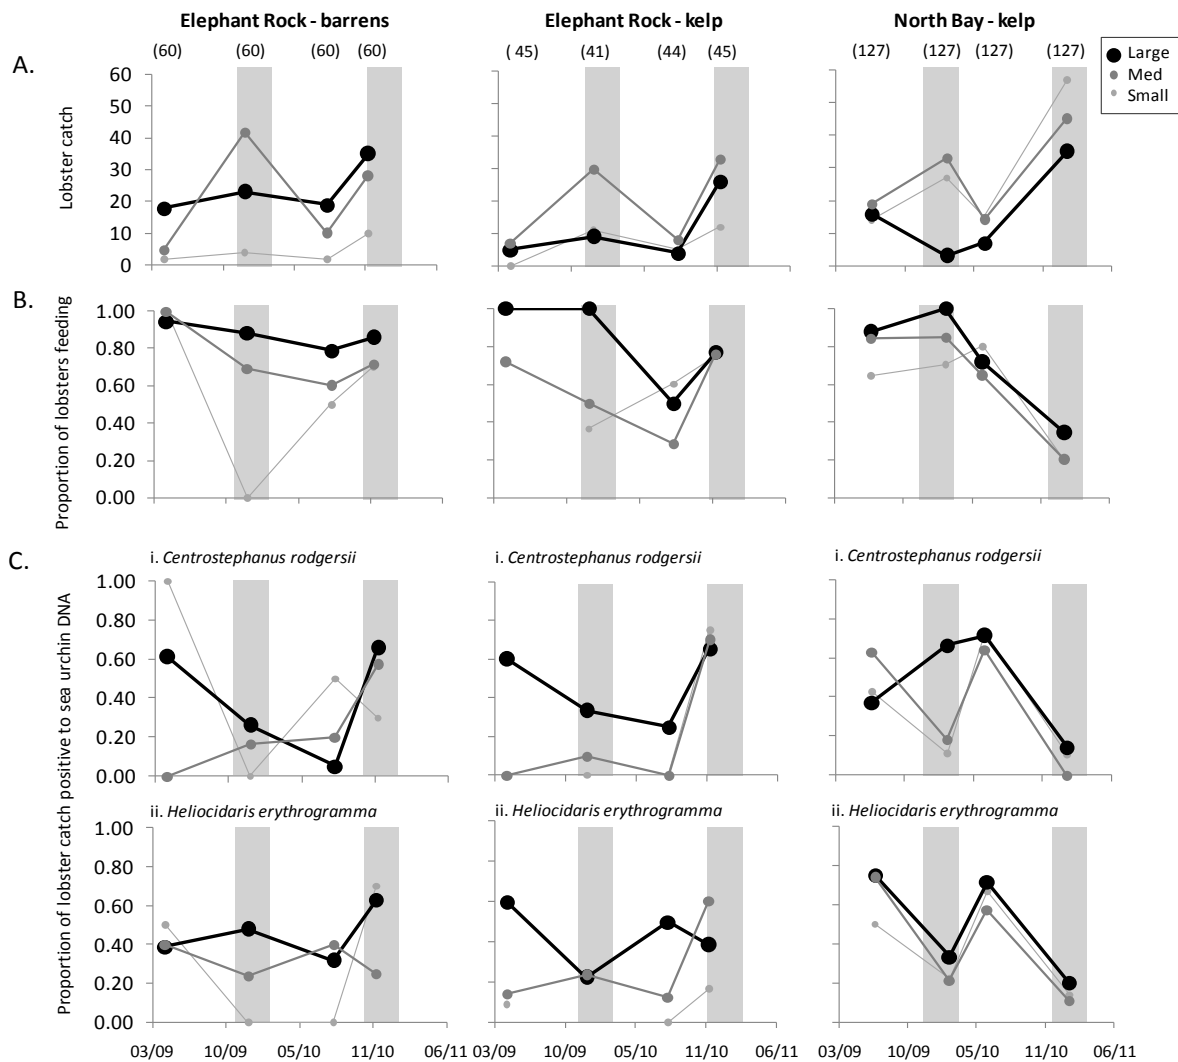 Elephant Rock - barrens
Elephant Rock - kelp
North Bay - kelp
(60) (60) (60) (60)
( 45) (41) (44) (45)
(127) (127) (127) (127)
Large
Med
Small
A.
Lobster catch
60
50
40
30
20
10
0
B.
Proportion of lobsters feeding
1.00
0.80
0.60
0.40
0.20
0.00
C.
Proportion of lobster catch positive to sea urchin DNA
i. Centrostephanus rodgersii
i. Centrostephanus rodgersii
i. Centrostephanus rodgersii
1.00
0.80
0.60
0.40
0.20
0.00
ii. Heliocidaris erythrogramma
ii. Heliocidaris erythrogramma
ii. Heliocidaris erythrogramma
1.00
0.80
0.60
0.40
0.20
0.00
03/09 10/09 05/10 11/10 06/11
03/09 10/09 05/10 11/10 06/11
03/09 10/09 05/10 11/10 06/11